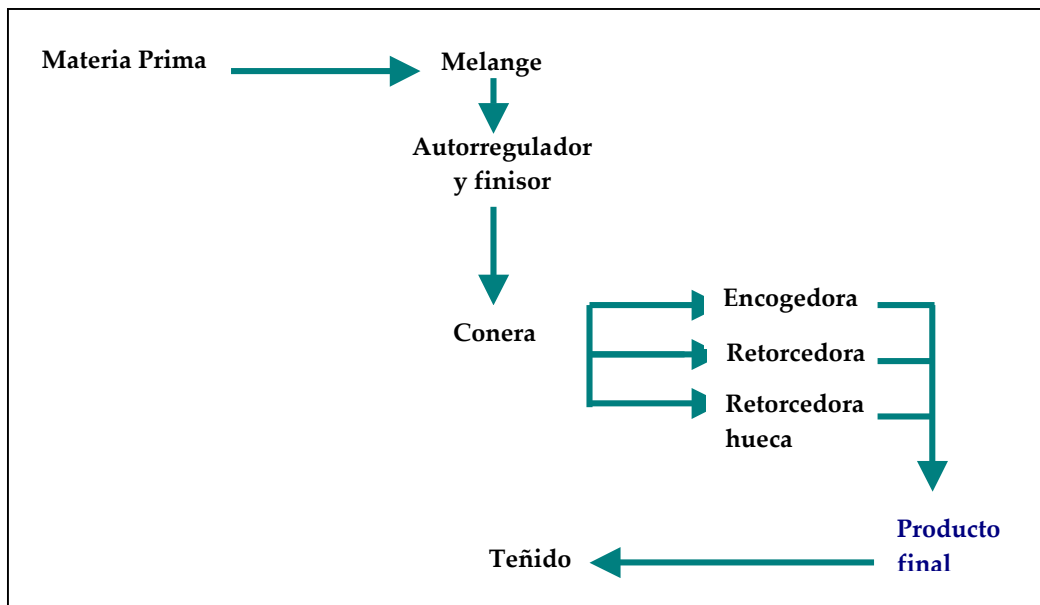 Materia Prima
Melange
Autorregulador
y finisor
Conera
Encogedora
Retorcedora
Retorcedora
hueca
Producto
final
Teñido